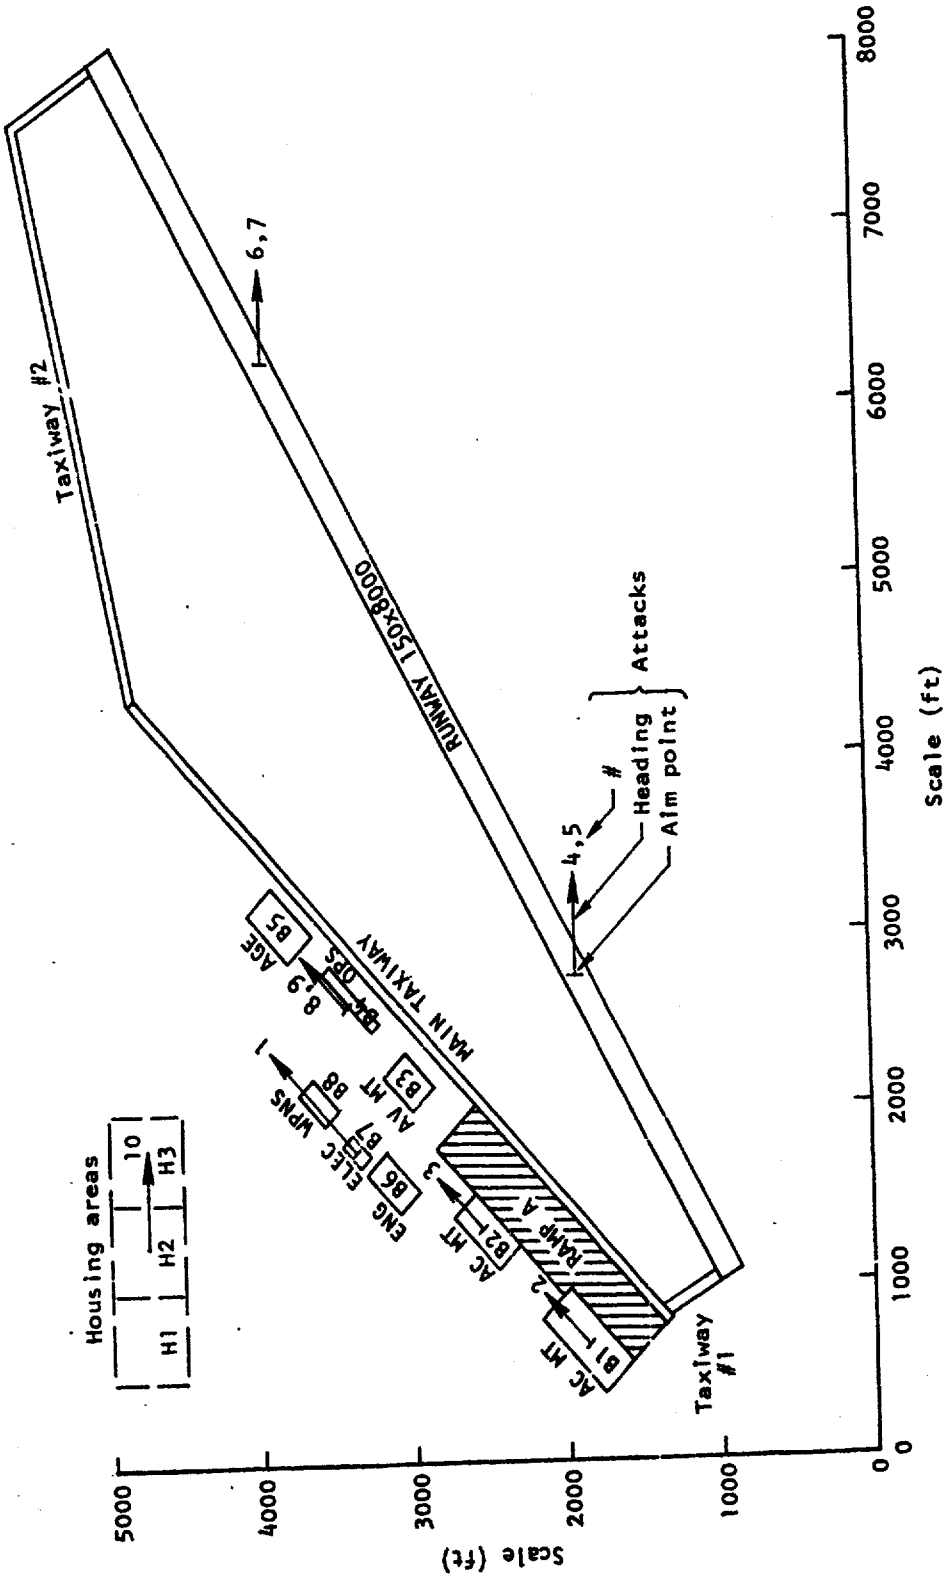 Housing areas
H1
H2
H3
10
Taxiway #2
6,7
RUNWAY 150x8000
MAIN TAXIWAY
AGE
B5
8,9
B4 OPS
1
WPNS
B8
AV MT
B3
ELEC
B7
ENG
B6
3
AC MT
B2
RAMP A
2
AC MT
B1
Taxiway
#1
4,5
#
Heading
Aim point
Attacks
5000
4000
3000
2000
1000
0
Scale (ft)
0
1000
2000
3000
4000
5000
6000
7000
8000
Scale (ft)